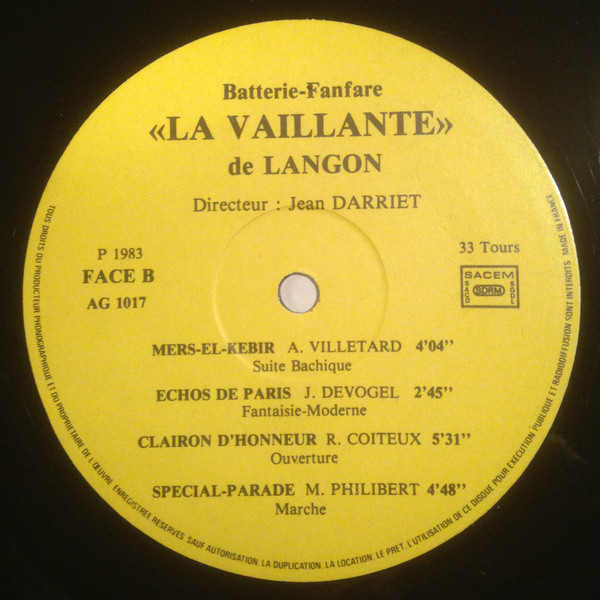 Batterie-Fanfare
«LA VAILLANTE»
de LANGON
Directeur : Jean DARRIET
P 1983
FACE B
AG 1017
33 Tours
SACEM
SACD SDRM SGDL
MERS-EL-KEBIR A. VILLETARD 4'04''
Suite Bachique
ECHOS DE PARIS J. DEVOGEL 2'45''
Fantaisie-Moderne
CLAIRON D'HONNEUR R. COITEUX 5'31''
Ouverture
SPECIAL-PARADE M. PHILIBERT 4'48''
Marche
TOUS DROITS DU PRODUCTEUR PHONOGRAPHIQUE ET DU PROPRIETAIRE DE L'ŒUVRE ENREGISTREE RESERVES. SAUF AUTORISATION, LA DUPLICATION, LA LOCATION, LE PRET, L'UTILISATION DE CE DISQUE POUR EXECUTION PUBLIQUE ET RADIODIFFUSION SONT INTERDITS MADE IN FRANCE